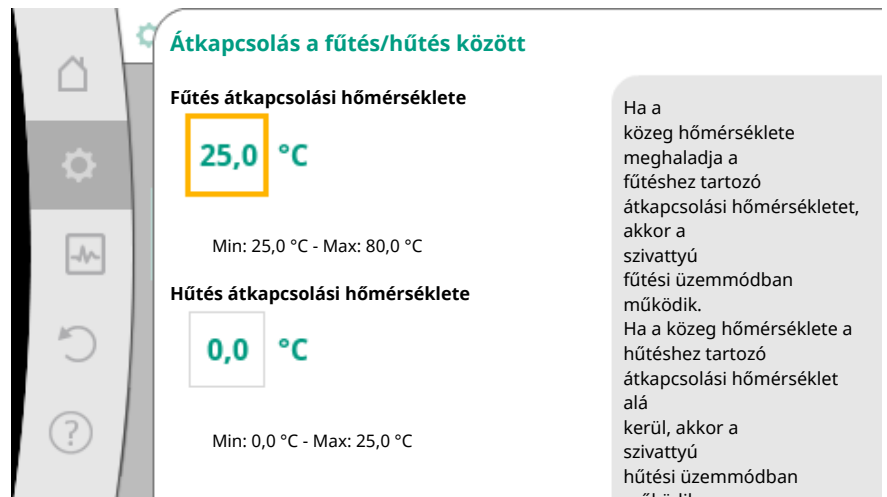 Átkapcsolás a fűtés/hűtés között
Fűtés átkapcsolási hőmérséklete
25,0 °C
Min: 25,0 °C - Max: 80,0 °C
Hűtés átkapcsolási hőmérséklete
0,0 °C
Min: 0,0 °C - Max: 25,0 °C
Ha a
közeg hőmérséklete
meghaladja a
fűtéshez tartozó
átkapcsolási hőmérsékletet,
akkor a
szivattyú
fűtési üzemmódban
működik.
Ha a közeg hőmérséklete a
hűtéshez tartozó
átkapcsolási hőmérséklet
alá
kerül, akkor a
szivattyú
hűtési üzemmódban